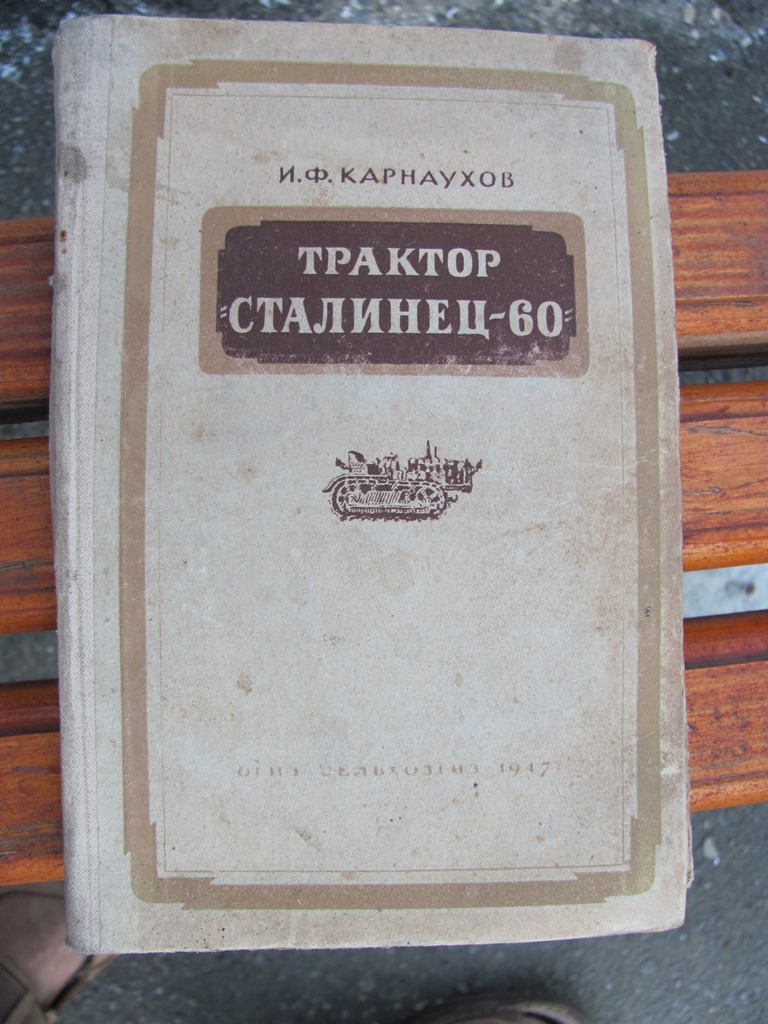 И.Ф. КАРНАУХОВ
ТРАКТОР
"СТАЛИНЕЦ-60"
ОГИЗ СЕЛЬХОЗГИЗ 1947